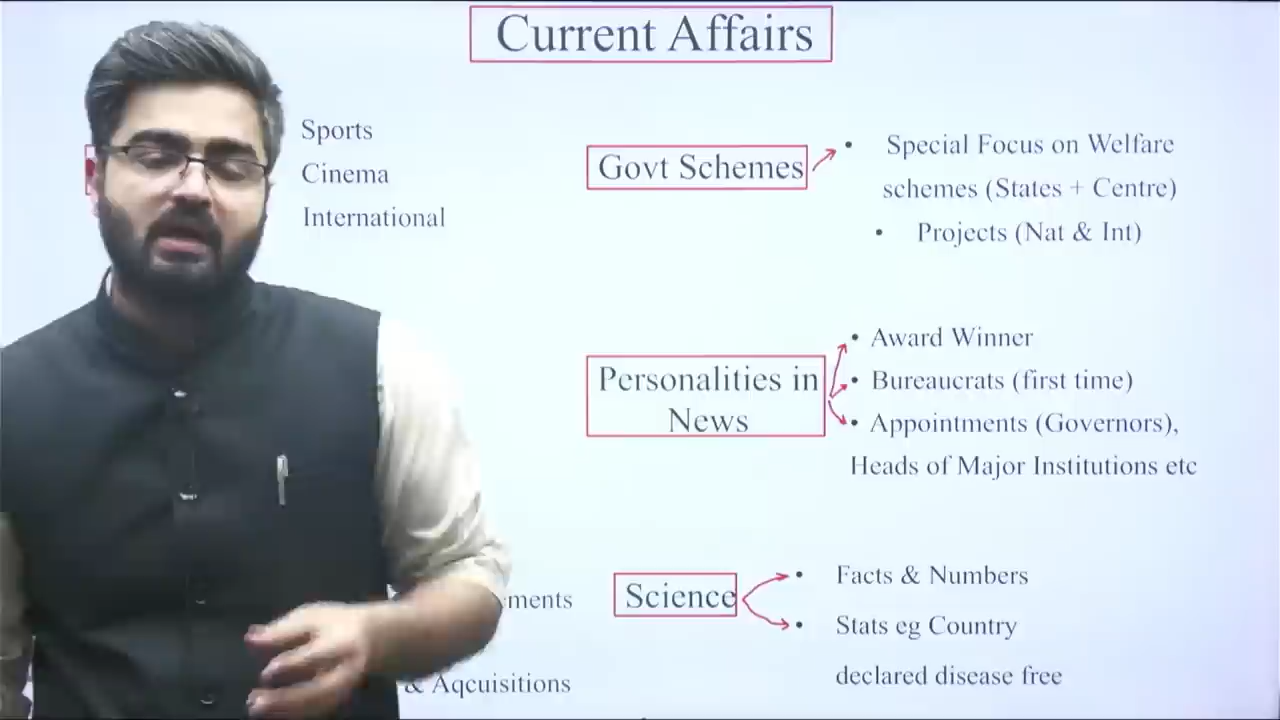 Current Affairs
Sports
Cinema
International
Govt Schemes
• Special Focus on Welfare
schemes (States + Centre)
• Projects (Nat & Int)
Personalities in
News
• Award Winner
• Bureaucrats (first time)
• Appointments (Governors),
Heads of Major Institutions etc
ements
& Aqcuisitions
Science
• Facts & Numbers
• Stats eg Country
declared disease free